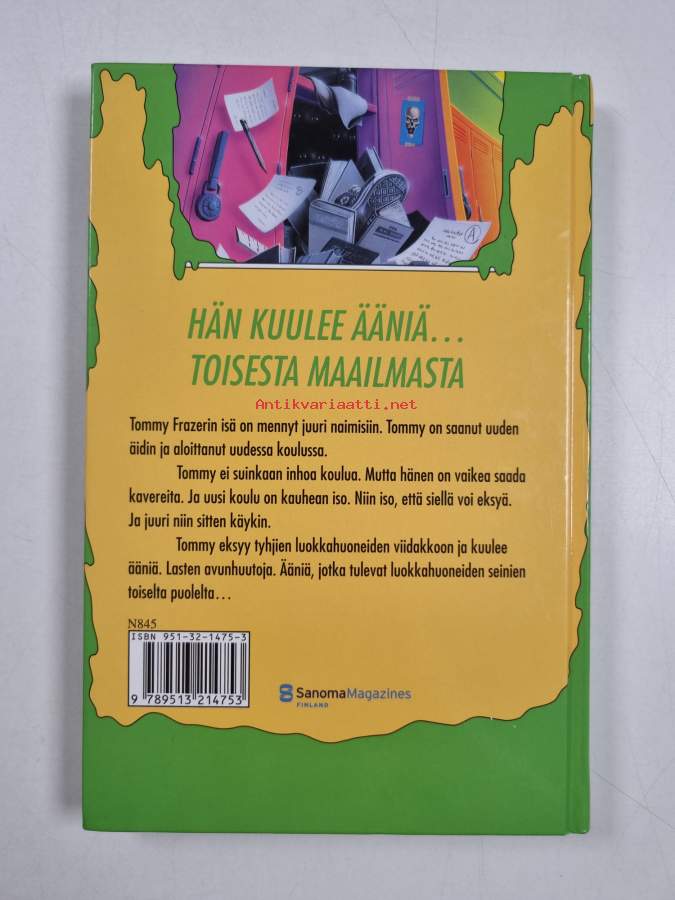 A
HÄN KUULEE ÄÄNIÄ...
TOISESTA MAAILMASTA
Antikvariaatti.net
Tommy Frazerin isä on mennyt juuri naimisiin. Tommy on saanut uuden
äidin ja aloittanut uudessa koulussa.
Tommy ei suinkaan inhoa koulua. Mutta hänen on vaikea saada
kavereita. Ja uusi koulu on kauhean iso. Niin iso, että siellä voi eksyä.
Ja juuri niin sitten käykin.
Tommy eksyy tyhjien luokkahuoneiden viidakkoon ja kuulee
ääniä. Lasten avunhuutoja. Ääniä, jotka tulevat luokkahuoneiden seinien
toiselta puolelta...
N845
ISBN 951-32-1475-3
9 789513 214753
SanomaMagazines
FINLAND